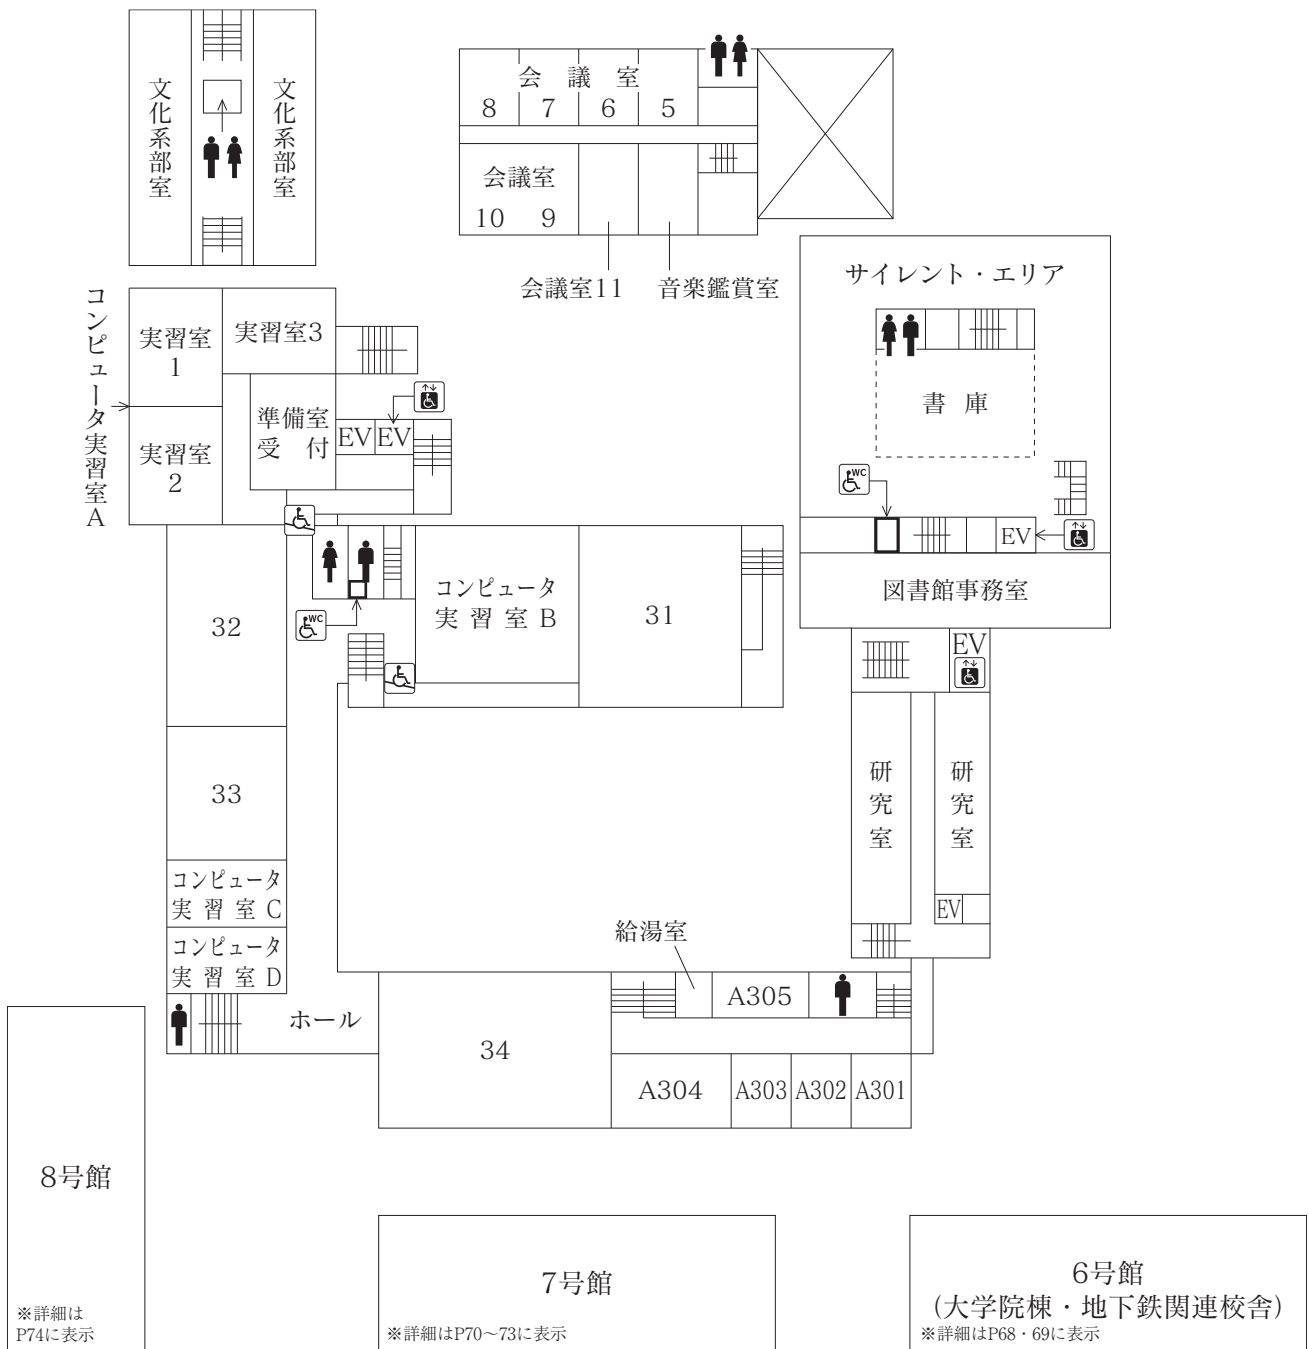 文化系部室
文化系部室
会議室
8 7 6 5
会議室
10 9
会議室11
音楽鑑賞室
サイレント・エリア
書庫
WC
EV
図書館事務室
EV
コンピュータ実習室A
実習室
1
実習室3
準備室
受付
EV EV
実習室
2
WC
コンピュータ
実習室B
31
32
33
コンピュータ
実習室C
コンピュータ
実習室D
ホール
研究室
研究室
EV
給湯室
A305
34
A304
A303
A302
A301
8号館
※詳細は
P74に表示
7号館
※詳細はP70～73に表示
6号館
(大学院棟・地下鉄関連校舎)
※詳細はP68・69に表示